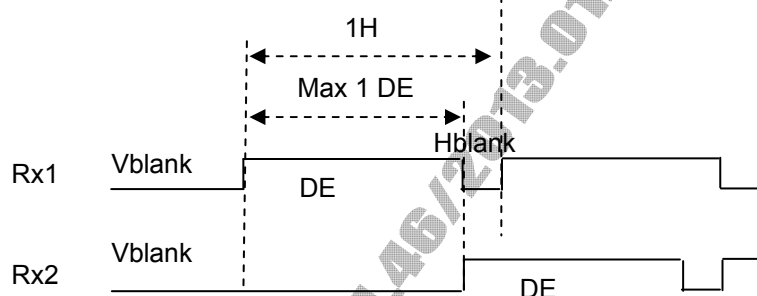 1H
Max 1 DE
Hblank
Rx1 Vblank DE
Rx2 Vblank DE